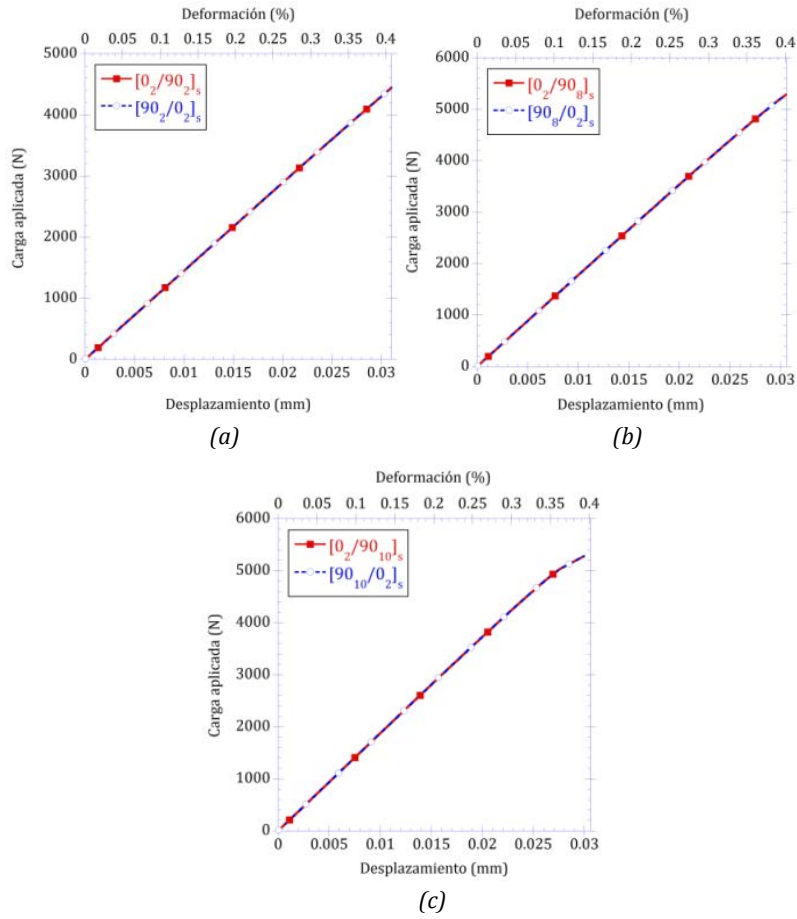 Deformación (%)
0 0.05 0.1 0.15 0.2 0.25 0.3 0.35 0.4
5000
4000
3000
2000
1000
0
Carga aplicada (N)
[0₂/90₂]ₛ
[90₂/0₂]ₛ
0 0.005 0.01 0.015 0.02 0.025 0.03
Desplazamiento (mm)
(a)
Deformación (%)
0 0.05 0.1 0.15 0.2 0.25 0.3 0.35 0.4
6000
5000
4000
3000
2000
1000
0
Carga aplicada (N)
[0₂/90₈]ₛ
[90₈/0₂]ₛ
0 0.005 0.01 0.015 0.02 0.025 0.03
Desplazamiento (mm)
(b)
Deformación (%)
0 0.05 0.1 0.15 0.2 0.25 0.3 0.35 0.4
6000
5000
4000
3000
2000
1000
0
Carga aplicada (N)
[0₂/90₁₀]ₛ
[90₁₀/0₂]ₛ
0 0.005 0.01 0.015 0.02 0.025 0.03
Desplazamiento (mm)
(c)